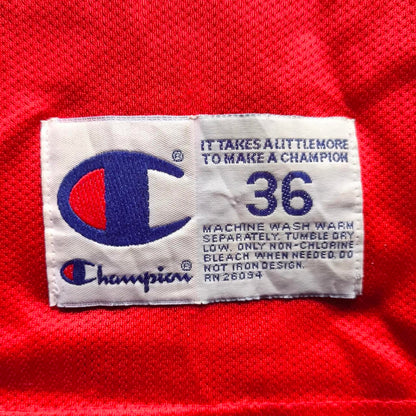 IT TAKES A LITTLE MORE
TO MAKE A CHAMPION
®
36
MACHINE WASH WARM
SEPARATELY. TUMBLE DRY
LOW. ONLY NON-CHLORINE
BLEACH WHEN NEEDED. DO
NOT IRON DESIGN.
RN 26094
Champion®